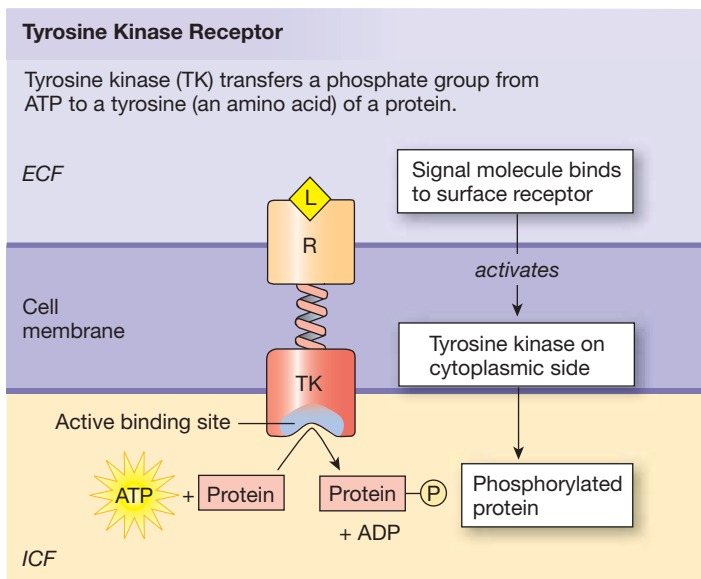 Tyrosine Kinase Receptor
Tyrosine kinase (TK) transfers a phosphate group from
ATP to a tyrosine (an amino acid) of a protein.
ECF
L
R
Signal molecule binds
to surface receptor
activates
Cell
membrane
Tyrosine kinase on
cytoplasmic side
TK
Active binding site
ATP
+
Protein
Protein
P
+ ADP
Phosphorylated
protein
ICF